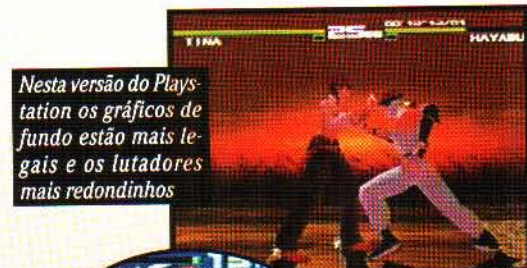 TINA
HAYABU
Nesta versão do Plays-
tation os gráficos de
fundo estão mais le-
gais e os lutadores
mais redondinhos